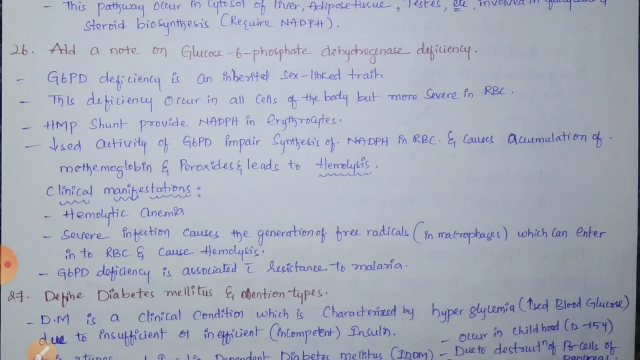 - This pathway occur in Cytosol of liver, Adipose tissue, Testes, etc involved in
steroid biosynthesis (Require NADPH).
26. Add a note on Glucose-6-phosphate dehydrogenase deficiency.
- G6PD deficiency is an inherited sex-linked trait
- This deficiency occur in all cells of the body but more severe in RBC.
- HMP Shunt provide NADPH in erythrocytes.
- ↓sed activity of G6PD impair synthesis of NADPH in RBC & causes accumulation of
methemoglobin & Peroxides & leads to Hemolysis.
Clinical manifestations:
- Hemolytic anemia
- Severe infection causes the generation of free radicals (in macrophages) which can enter
in to RBC & cause Hemolysis.
- G6PD deficiency is associated c̄ resistance to malaria.
27. Define Diabetes mellitus & mention types.
- D.M is a Clinical Condition which is Characterized by hyperglycemia (↑sed Blood Glucose)
due to insufficient or inefficient (incompetent) Insulin.
- occur in childhood (12-15Y)
Dependent Diabetes mellitus (IDDM)
- Due to destructn of β-cells of